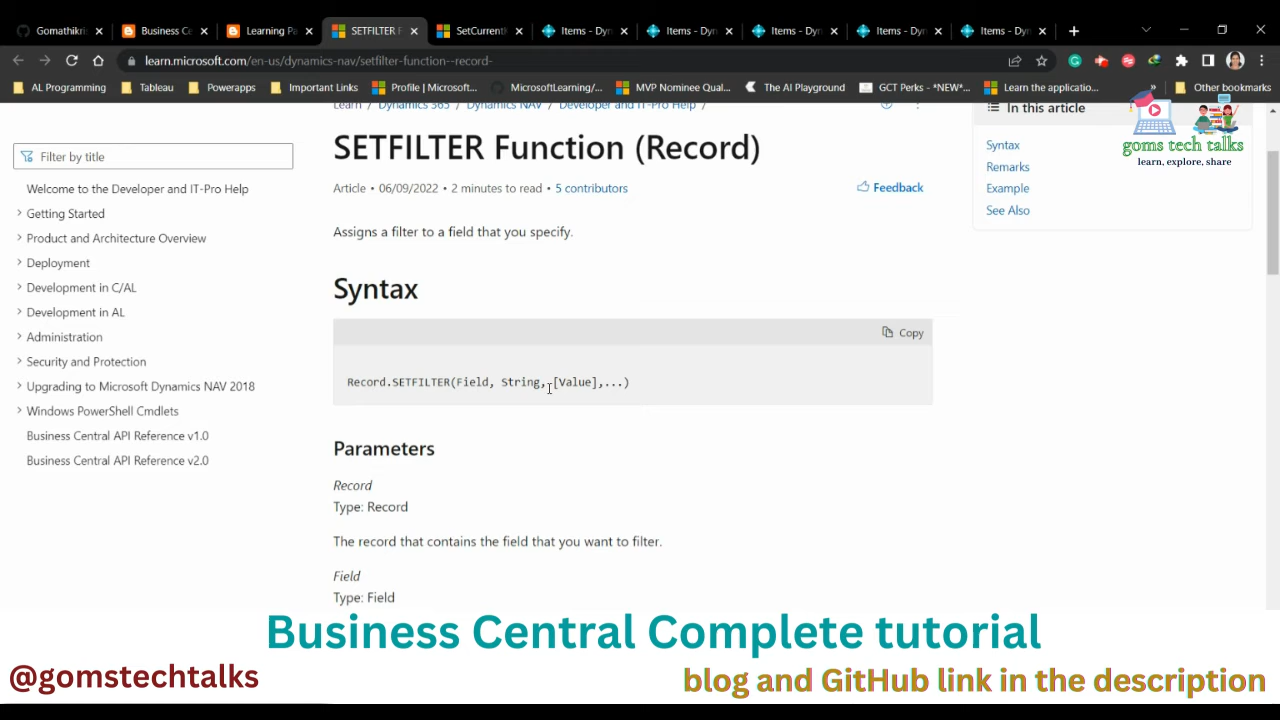 Gomathikris
Business Ce
Learning Pa
SETFILTER F
SetCurrentK
Items - Dyn
Items - Dyn
Items - Dyn
Items - Dyn
Items - Dyn
learn.microsoft.com/en-us/dynamics-nav/setfilter-function--record-
AL Programming
Tableau
Powerapps
Important Links
Profile | Microsoft...
MicrosoftLearning/...
MVP Nominee Qual...
The AI Playground
GCT Perks - *NEW*...
Learn the applicatio...
»
Other bookmarks
Learn / Dynamics 365 / Dynamics NAV / Developer and IT-Pro Help /
SETFILTER Function (Record)
Article • 06/09/2022 • 2 minutes to read • 5 contributors
Feedback
Assigns a filter to a field that you specify.
Syntax
Copy
Record.SETFILTER(Field, String, [Value],...)
Parameters
Record
Type: Record
The record that contains the field that you want to filter.
Field
Type: Field
Filter by title
Welcome to the Developer and IT-Pro Help
Getting Started
Product and Architecture Overview
Deployment
Development in C/AL
Development in AL
Administration
Security and Protection
Upgrading to Microsoft Dynamics NAV 2018
Windows PowerShell Cmdlets
Business Central API Reference v1.0
Business Central API Reference v2.0
In this article
Syntax
Remarks
Example
See Also
goms tech talks
learn, explore, share
Business Central Complete tutorial
@gomstechtalks
blog and GitHub link in the description